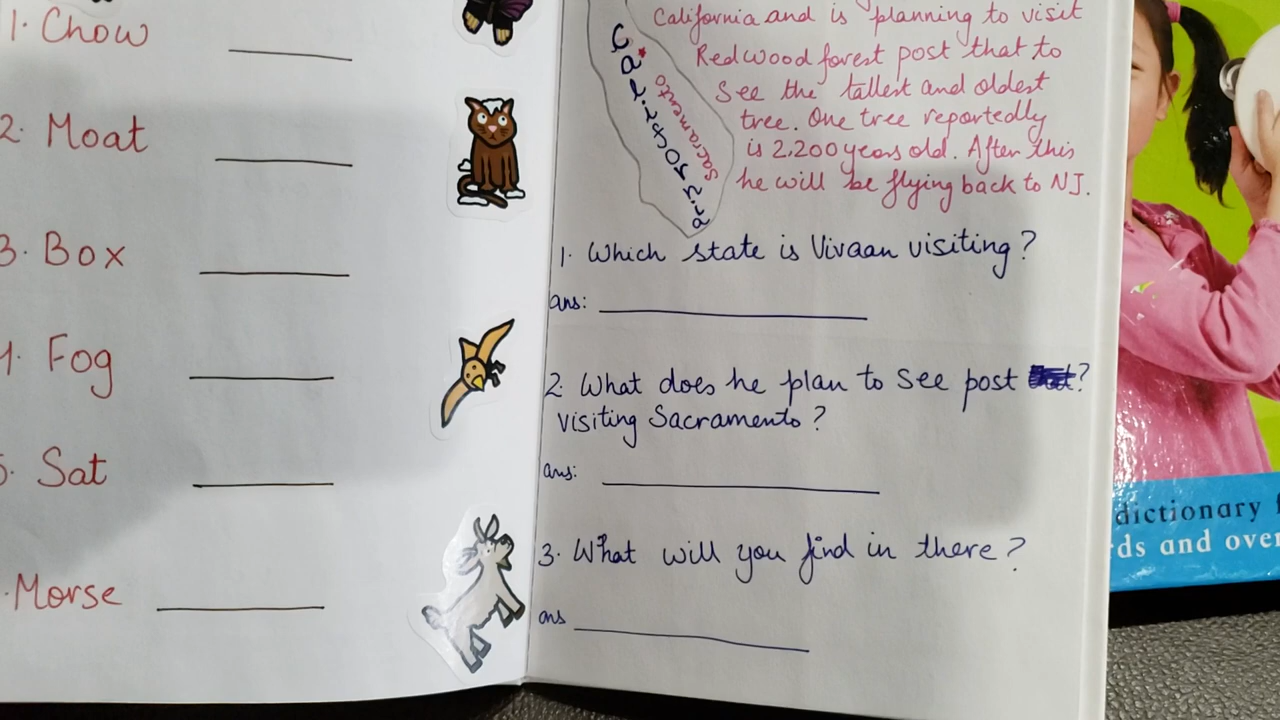 1. Chow
2. Moat
3. Box
4. Fog
5. Sat
Morse
California and is planning to visit
Redwood forest post that to
See the tallest and oldest
tree. One tree reportedly
is 2,200 years old. After this
he will be flying back to NJ.
Sacramento
1. Which state is Vivaan visiting?
ans:
2. What does he plan to see post ?
visiting Sacramento?
ans:
3. What will you find in there?
ans
dictionary
and over